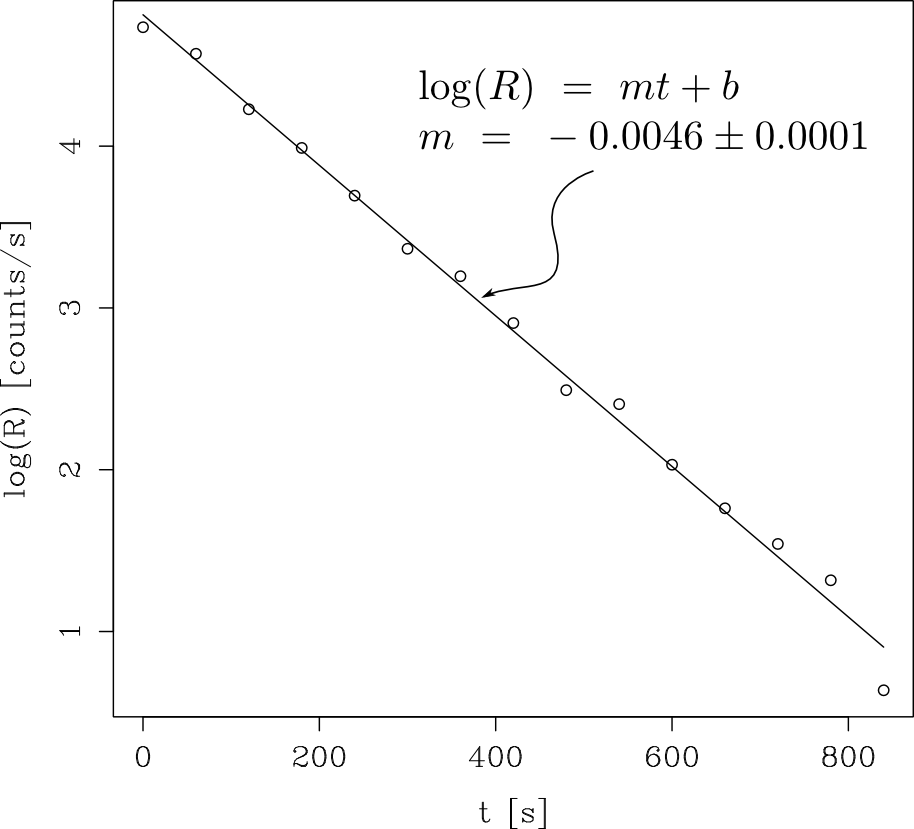 log(R) = mt + b
m = − 0.0046 ± 0.0001
log(R) [counts/s]
4
3
2
1
0 200 400 600 800
t [s]